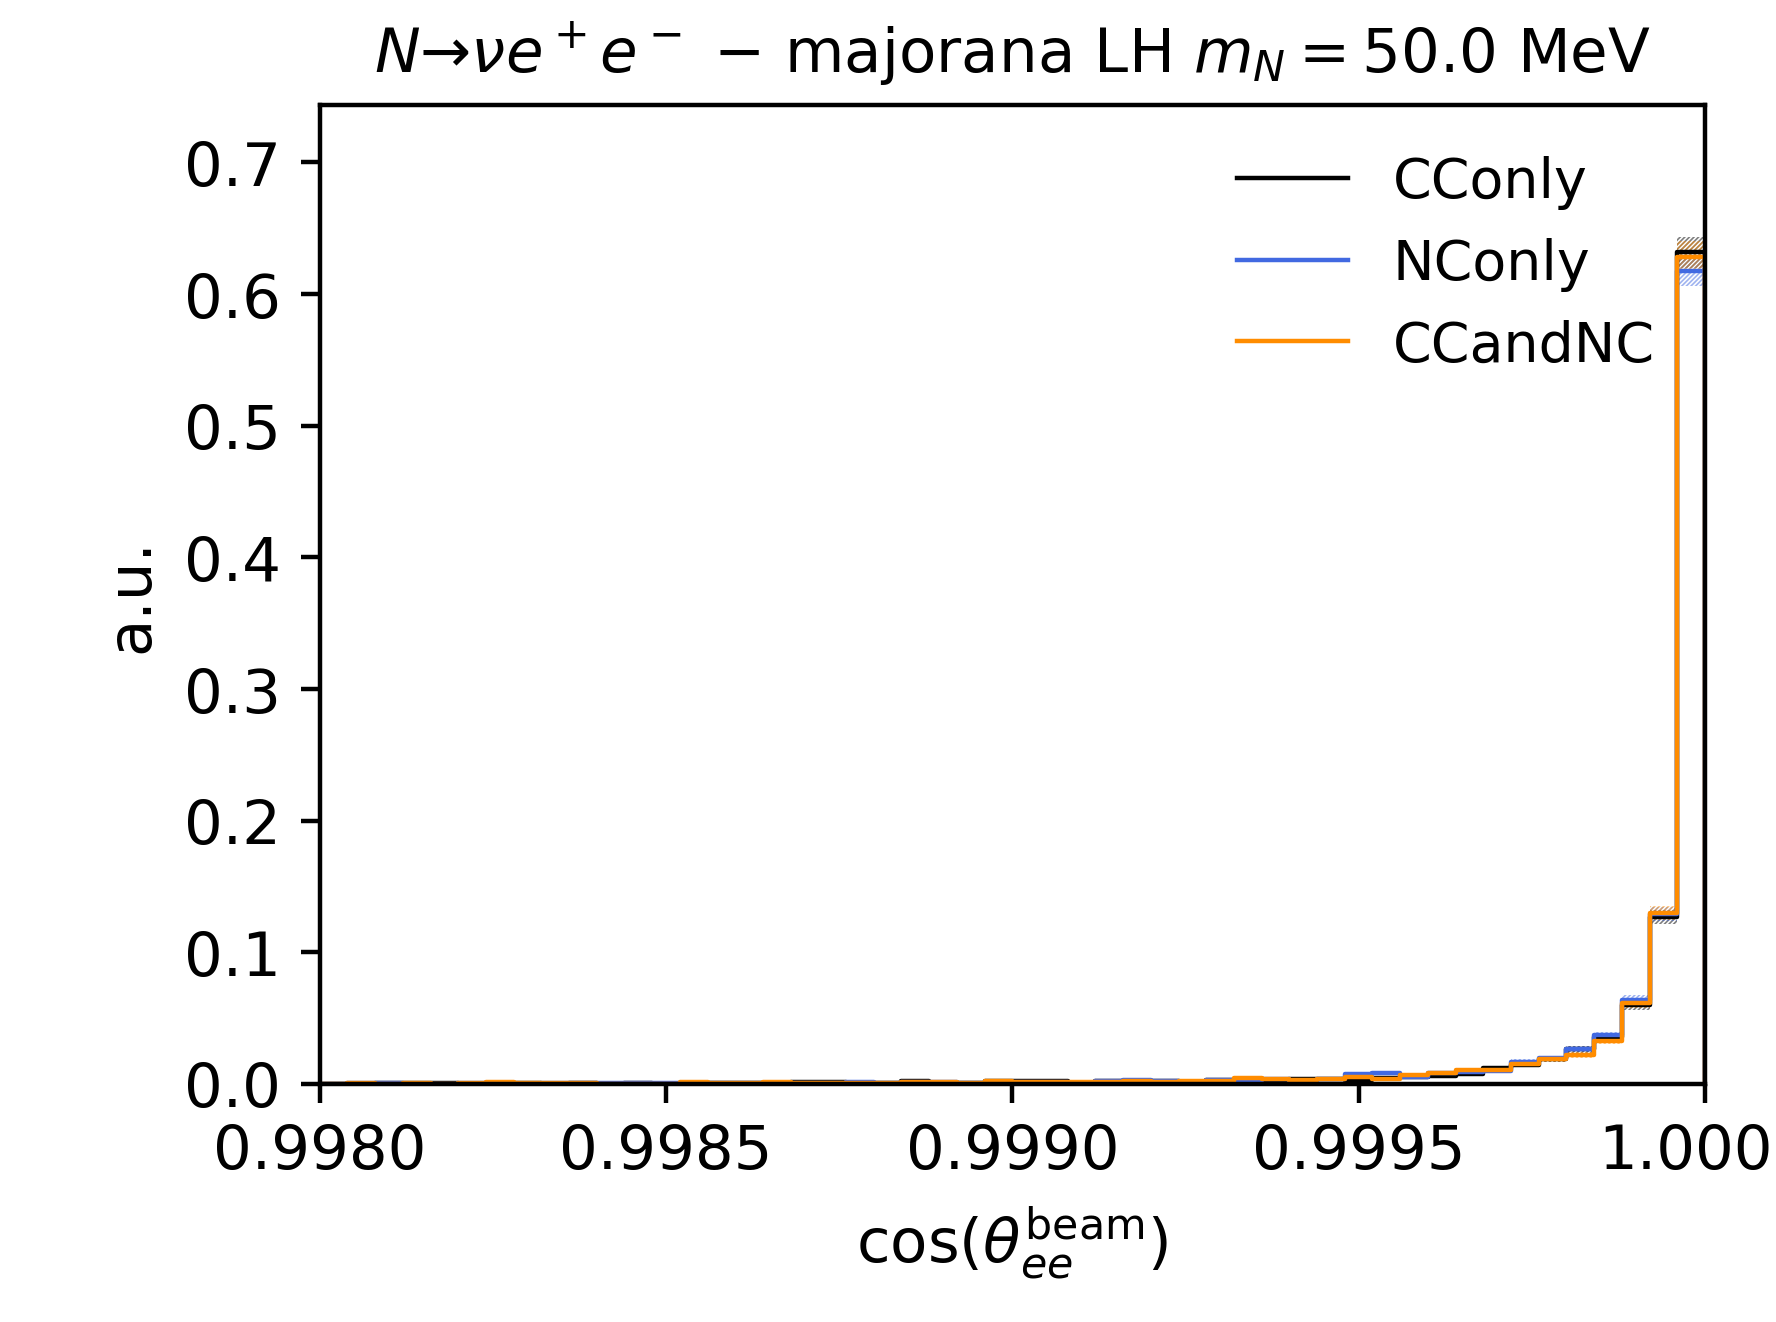 N→νe⁺e⁻ − majorana LH m_N = 50.0 MeV
CConly
NConly
CCandNC
0.7
0.6
0.5
0.4
0.3
0.2
0.1
0.0
a.u.
0.9980 0.9985 0.9990 0.9995 1.000
cos(θ_ee^beam)